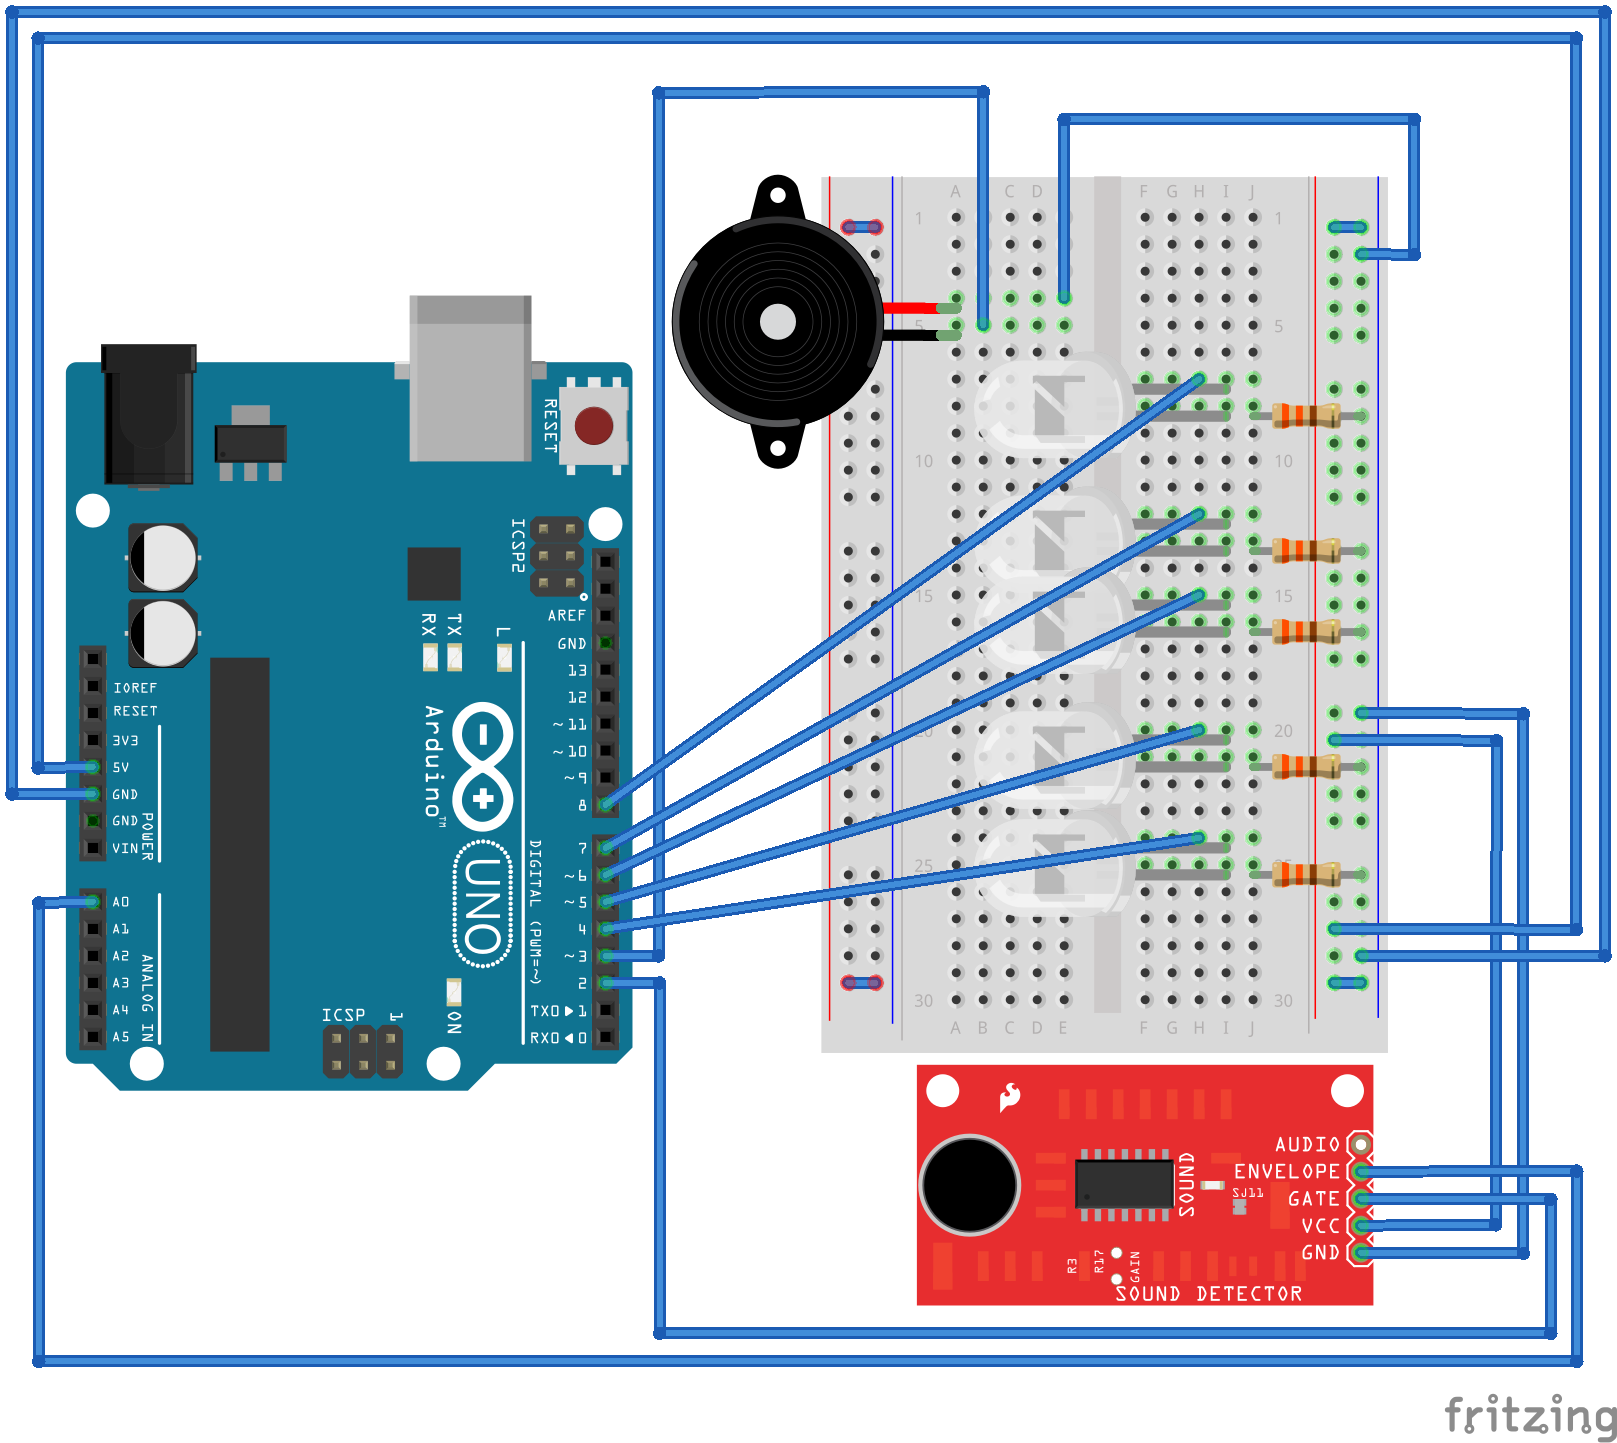 A C D F G H I J
1 1
5 5
10 10
15 15
20 20
25
30 30
A B C D E F G H I J
RESET
ICSP2
AREF
GND
13
12
~11
~10
~9
8
7
~6
~5
4
~3
2
TX0▶1
RX0◀0
RX
TX
L
IOREF
RESET
3V3
5V
GND
GND
VIN
POWER
A0
A1
A2
A3
A4
A5
ANALOG IN
Arduino™
UNO
DIGITAL (PWM=~)
ICSP
1
ON
AUDIO
ENVELOPE
GATE
VCC
GND
SOUND
SJ11
R3
R17
GAIN
SOUND DETECTOR
fritzing